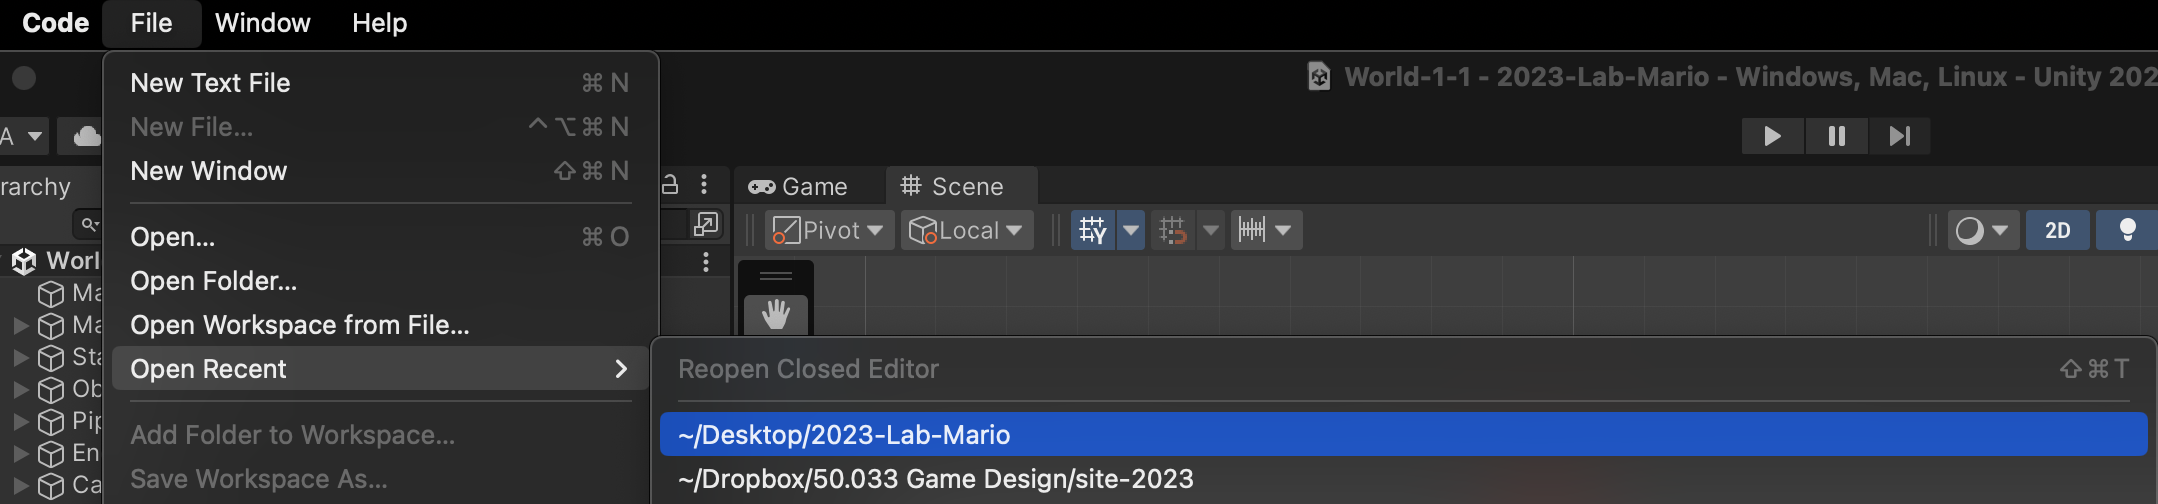 Code File Window Help
World-1-1 - 2023-Lab-Mario - Windows, Mac, Linux - Unity 202
New Text File ⌘ N
New File... ^⌥⌘ N
New Window ⇧⌘ N
A
rarchy
Game Scene
Pivot Local 2D
Open... ⌘ O
Worl
Open Folder...
Ma
Open Workspace from File...
Ma
Open Recent
Sta
Reopen Closed Editor ⇧⌘ T
Ob
Pip
Add Folder to Workspace...
~/Desktop/2023-Lab-Mario
En
Save Workspace As...
~/Dropbox/50.033 Game Design/site-2023
Ca